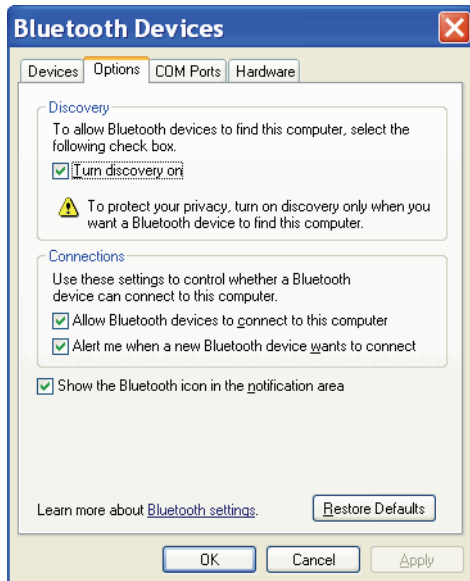 Bluetooth Devices
Devices Options COM Ports Hardware
Discovery
To allow Bluetooth devices to find this computer, select the
following check box.
Turn discovery on
To protect your privacy, turn on discovery only when you
want a Bluetooth device to find this computer.
Connections
Use these settings to control whether a Bluetooth
device can connect to this computer.
Allow Bluetooth devices to connect to this computer
Alert me when a new Bluetooth device wants to connect
Show the Bluetooth icon in the notification area
Learn more about Bluetooth settings.
Restore Defaults
OK Cancel Apply